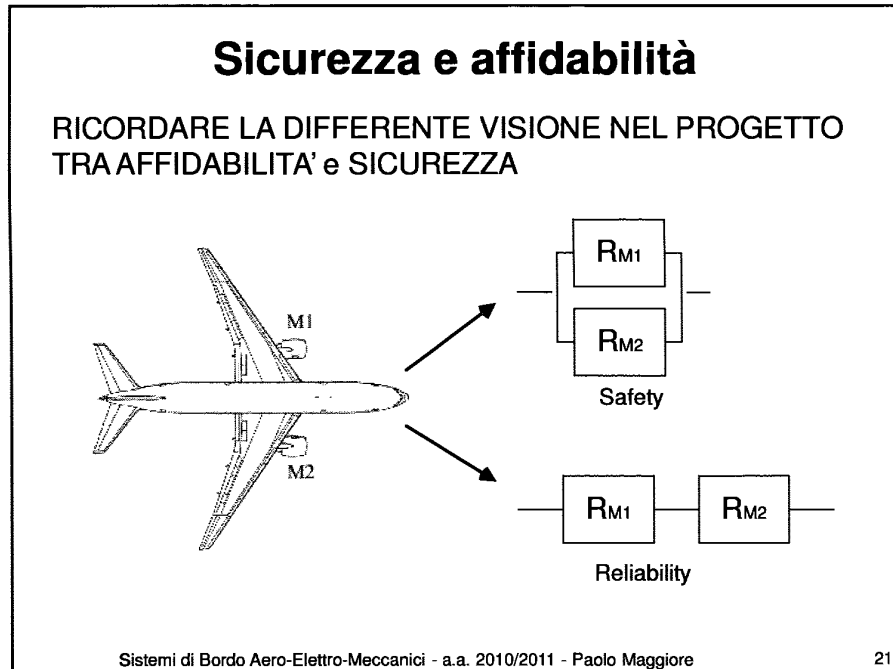 Sicurezza e affidabilità
RICORDARE LA DIFFERENTE VISIONE NEL PROGETTO
TRA AFFIDABILITA' e SICUREZZA
M1
M2
RM1
RM2
Safety
RM1 RM2
Reliability
Sistemi di Bordo Aero-Elettro-Meccanici - a.a. 2010/2011 - Paolo Maggiore 21